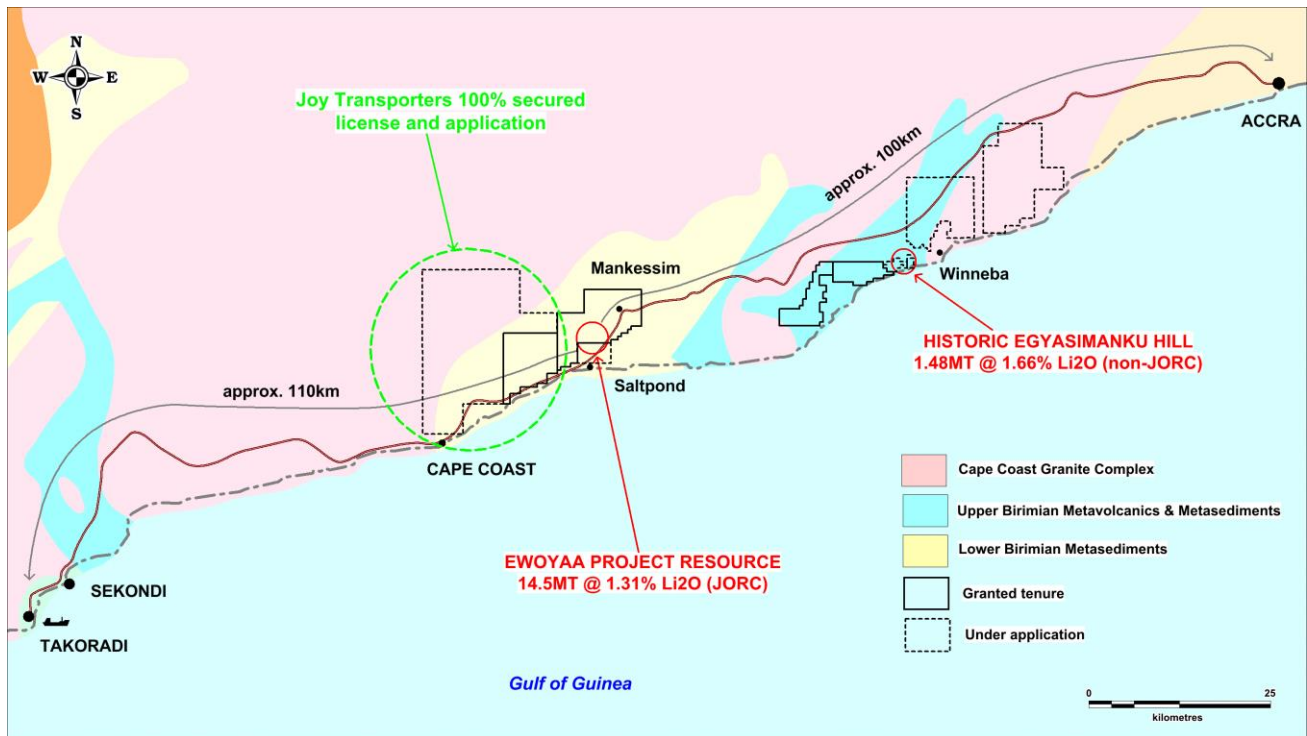 N
W E
S
Joy Transporters 100% secured
license and application
ACCRA
approx. 100km
Mankessim
Winneba
HISTORIC EGYASIMANKU HILL
1.48MT @ 1.66% Li2O (non-JORC)
Saltpond
approx. 110km
CAPE COAST
Cape Coast Granite Complex
Upper Birimian Metavolcanics & Metasediments
Lower Birimian Metasediments
Granted tenure
Under application
EWOYAA PROJECT RESOURCE
14.5MT @ 1.31% Li2O (JORC)
SEKONDI
TAKORADI
Gulf of Guinea
0 25
kilometres